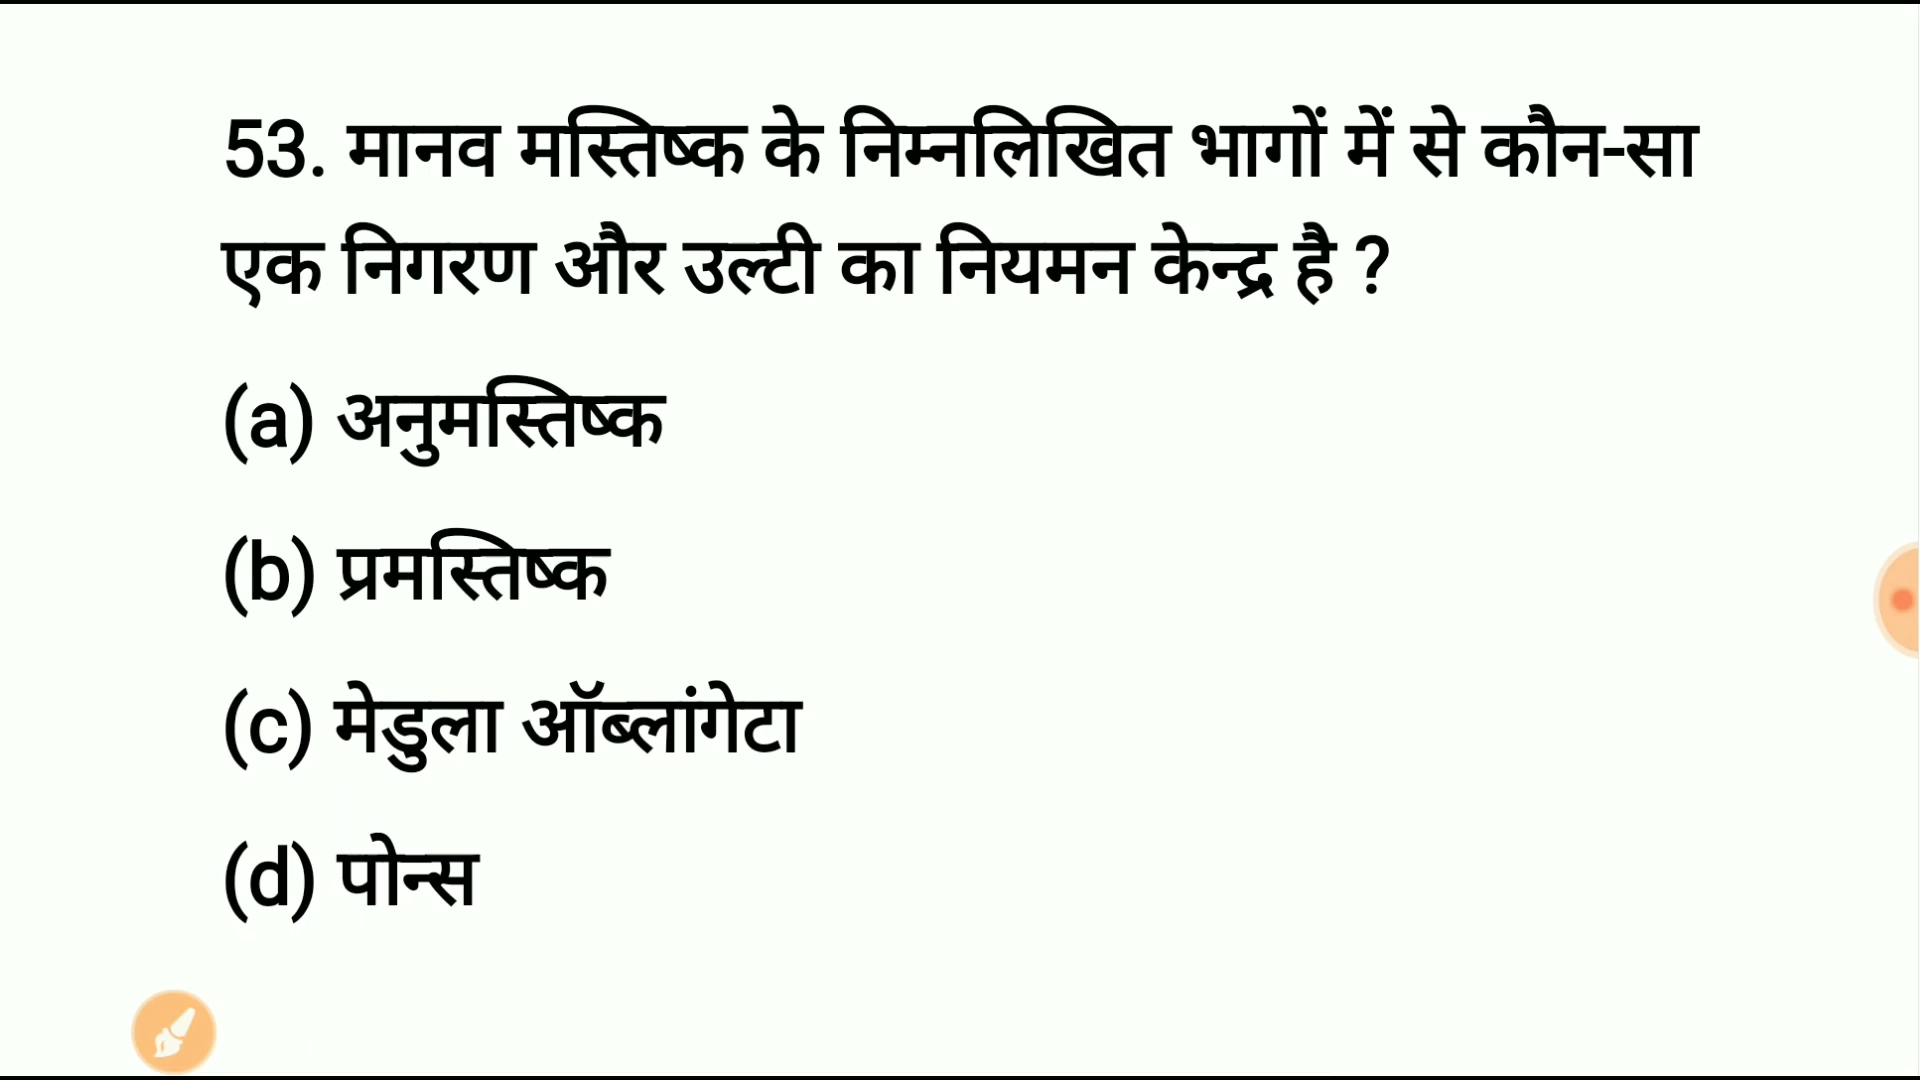 53. मानव मस्तिष्क के निम्नलिखित भागों में से कौन-सा
एक निगरण और उल्टी का नियमन केन्द्र है ?
(a) अनुमस्तिष्क
(b) प्रमस्तिष्क
(c) मेडुला ऑब्लांगेटा
(d) पोन्स